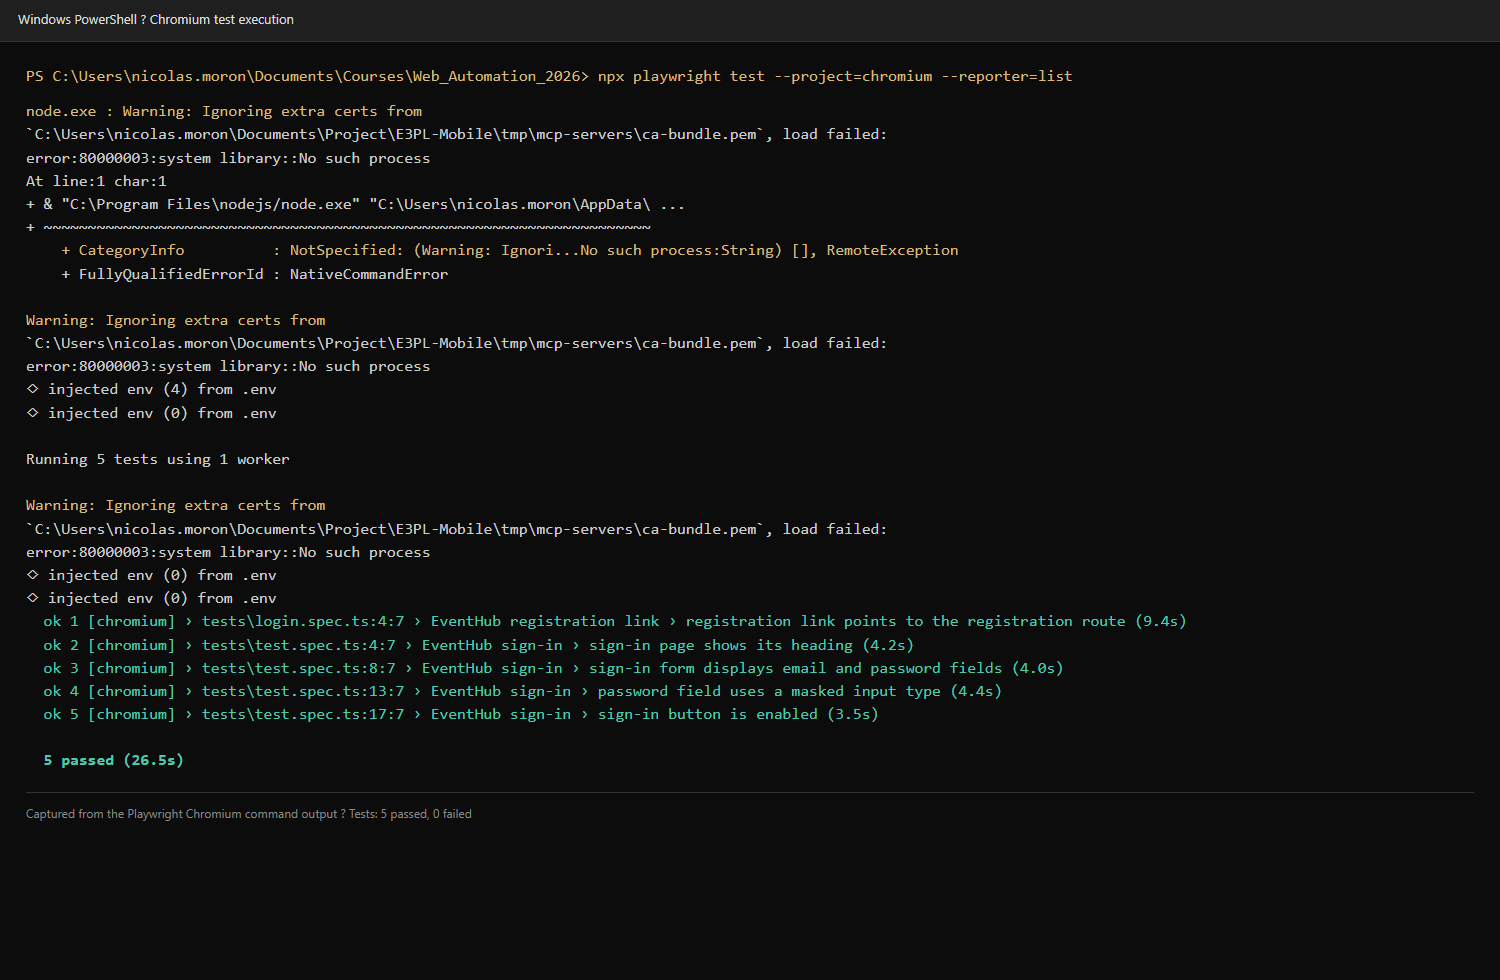 Windows PowerShell ? Chromium test execution
PS C:\Users\nicolas.moron\Documents\Courses\Web_Automation_2026> npx playwright test --project=chromium --reporter=list
node.exe : Warning: Ignoring extra certs from
`C:\Users\nicolas.moron\Documents\Project\E3PL-Mobile\tmp\mcp-servers\ca-bundle.pem`, load failed:
error:80000003:system library::No such process
At line:1 char:1
+ & "C:\Program Files\nodejs/node.exe" "C:\Users\nicolas.moron\AppData\ ...
+ ~~~~~~~~~~~~~~~~~~~~~~~~~~~~~~~~~~~~~~~~~~~~~~~~~~~~~~~~~~~~~~~~~~~~~
    + CategoryInfo          : NotSpecified: (Warning: Ignori...No such process:String) [], RemoteException
    + FullyQualifiedErrorId : NativeCommandError
Warning: Ignoring extra certs from
`C:\Users\nicolas.moron\Documents\Project\E3PL-Mobile\tmp\mcp-servers\ca-bundle.pem`, load failed:
error:80000003:system library::No such process
◇ injected env (4) from .env
◇ injected env (0) from .env
Running 5 tests using 1 worker
Warning: Ignoring extra certs from
`C:\Users\nicolas.moron\Documents\Project\E3PL-Mobile\tmp\mcp-servers\ca-bundle.pem`, load failed:
error:80000003:system library::No such process
◇ injected env (0) from .env
◇ injected env (0) from .env
  ok 1 [chromium] › tests\login.spec.ts:4:7 › EventHub registration link › registration link points to the registration route (9.4s)
  ok 2 [chromium] › tests\test.spec.ts:4:7 › EventHub sign-in › sign-in page shows its heading (4.2s)
  ok 3 [chromium] › tests\test.spec.ts:8:7 › EventHub sign-in › sign-in form displays email and password fields (4.0s)
  ok 4 [chromium] › tests\test.spec.ts:13:7 › EventHub sign-in › password field uses a masked input type (4.4s)
  ok 5 [chromium] › tests\test.spec.ts:17:7 › EventHub sign-in › sign-in button is enabled (3.5s)
  5 passed (26.5s)
Captured from the Playwright Chromium command output ? Tests: 5 passed, 0 failed